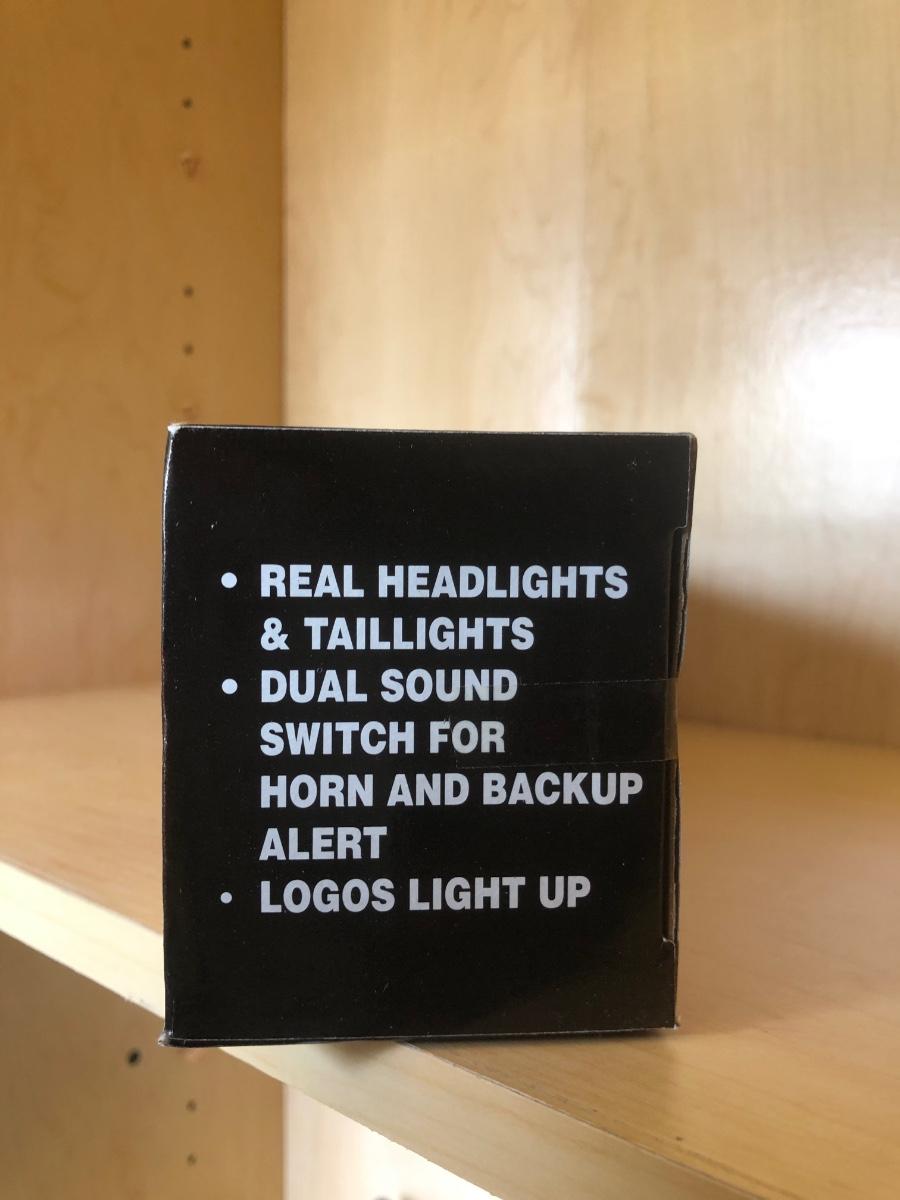 • REAL HEADLIGHTS
& TAILLIGHTS
• DUAL SOUND
SWITCH FOR
HORN AND BACKUP
ALERT
• LOGOS LIGHT UP